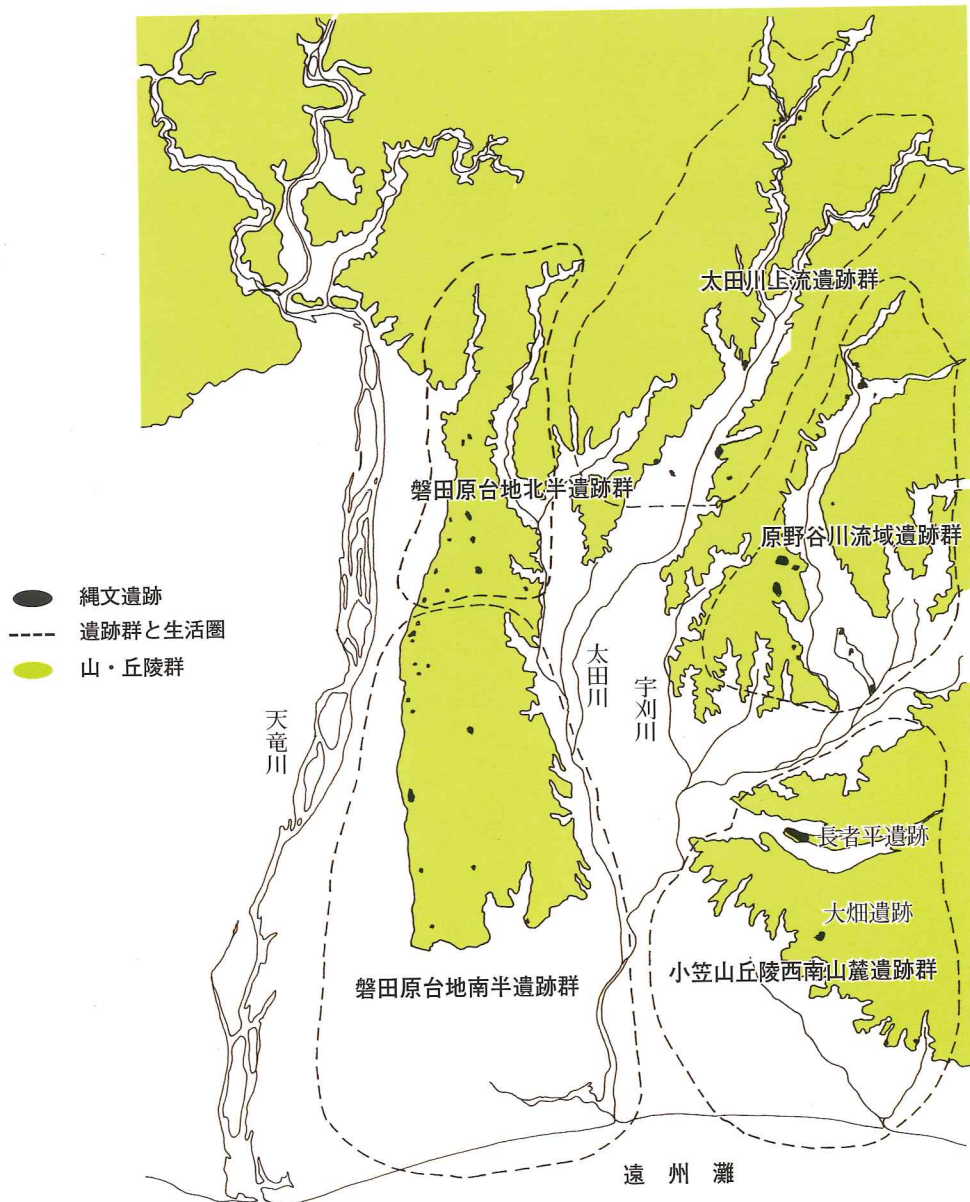 太田川上流遺跡群
磐田原台地北半遺跡群
原野谷川流域遺跡群
縄文遺跡
遺跡群と生活圏
山・丘陵群
天竜川
太田川
宇刈川
長者平遺跡
大畑遺跡
小笠山丘陵西南山麓遺跡群
磐田原台地南半遺跡群
遠州灘